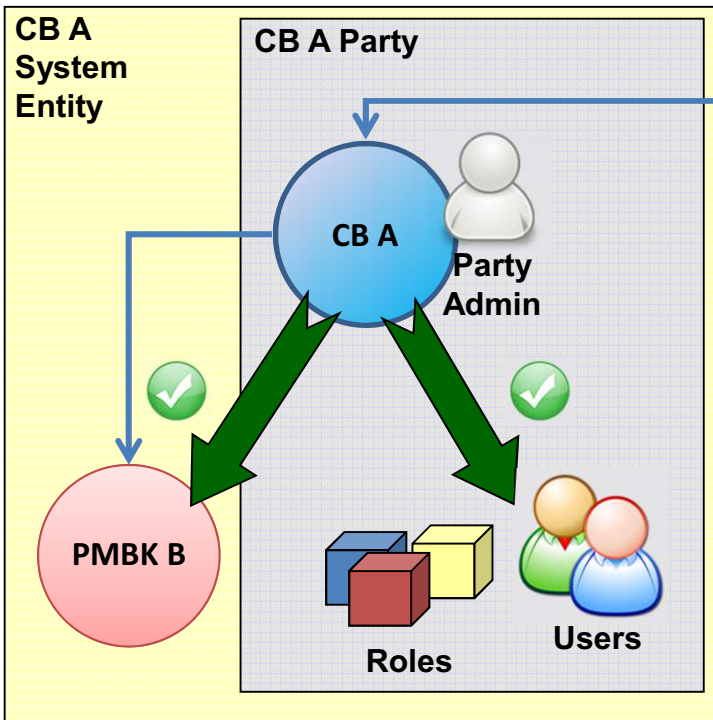 CB A
System
Entity
CB A Party
CB A
Party
Admin
PMBK B
Roles
Users